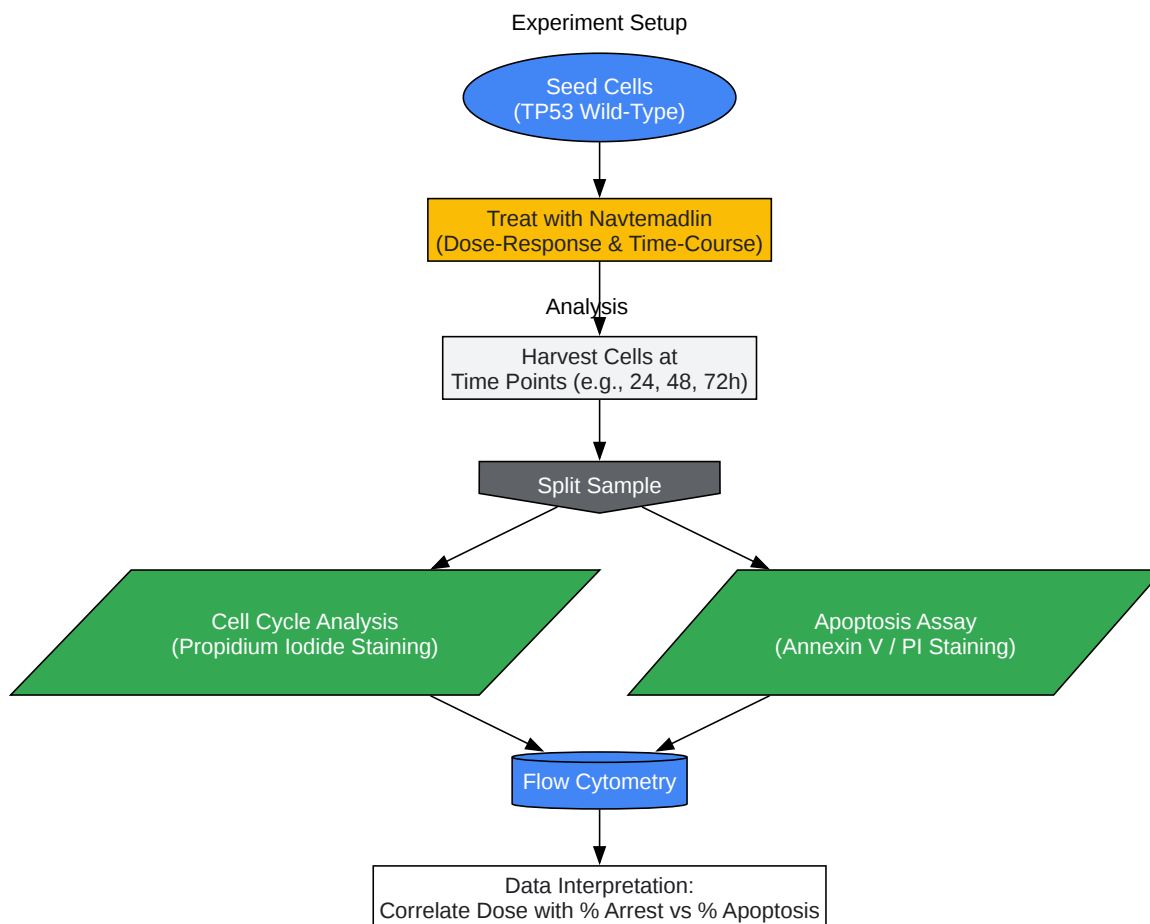 Experiment Setup
Seed Cells
(TP53 Wild-Type)
Treat with Navtemadlin
(Dose-Response & Time-Course)
Analysis
Harvest Cells at
Time Points (e.g., 24, 48, 72h)
Split Sample
Cell Cycle Analysis
(Propidium Iodide Staining)
Apoptosis Assay
(Annexin V / PI Staining)
Flow Cytometry
Data Interpretation:
Correlate Dose with % Arrest vs % Apoptosis